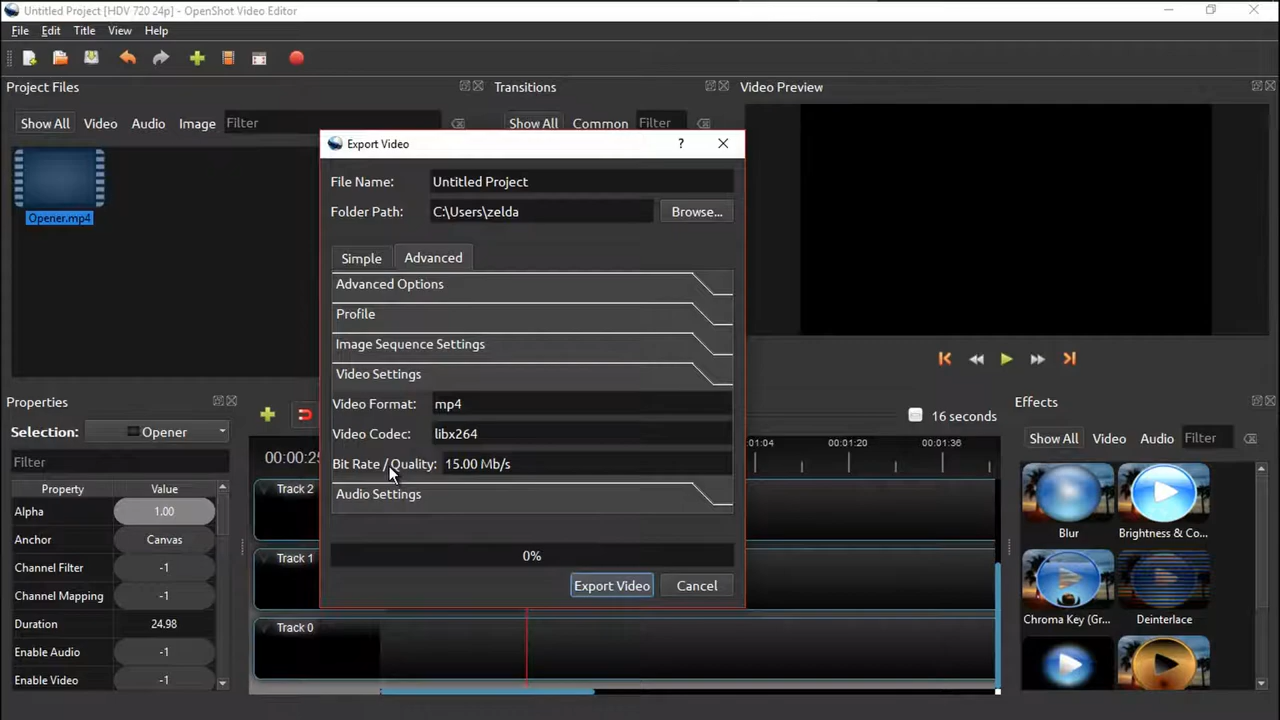 Untitled Project [HDV 720 24p] - OpenShot Video Editor
File Edit Title View Help
Project Files
Show All Video Audio Image Filter
Opener.mp4
Transitions
Show All Common Filter
Video Preview
Export Video ?
File Name: Untitled Project
Folder Path: C:\Users\zelda Browse...
Simple Advanced
Advanced Options
Profile
Image Sequence Settings
Video Settings
Video Format: mp4
Video Codec: libx264
Bit Rate / Quality: 15.00 Mb/s
Audio Settings
0%
Export Video Cancel
Properties
Selection: Opener
Filter
Property Value
Alpha 1.00
Anchor Canvas
Channel Filter -1
Channel Mapping -1
Duration 24.98
Enable Audio -1
Enable Video -1
16 seconds
00:01:20 00:01:36
Track 2
Track 1
Track 0
Effects
Show All Video Audio Filter
Blur Brightness & Co...
Chroma Key (Gr... Deinterlace